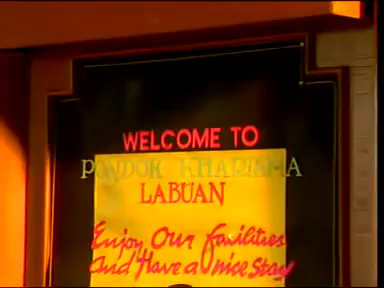 WELCOME TO
PONDOK KHARISMA
LABUAN
Enjoy Our facilities
And Have a nice Stay